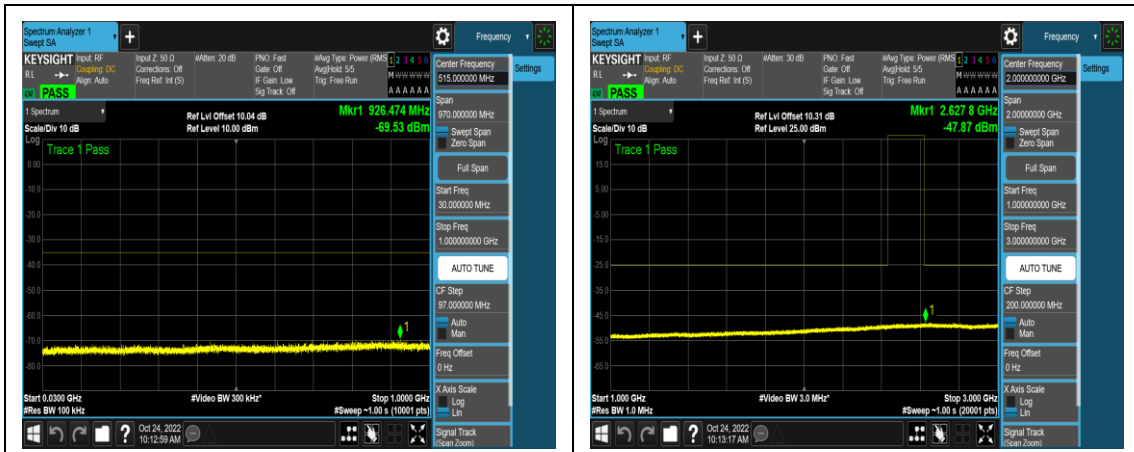 Spectrum Analyzer 1
Swept SA
Frequency
KEYSIGHT
Input: RF
Coupling: DC
Align: Auto
Input Z: 50 Ω
Corrections: Off
Freq Ref: Int (S)
#Atten: 20 dB
PNO: Fast
Gate: Off
IF Gain: Low
Sig Track: Off
#Avg Type: Power (RMS
Avg|Hold: 5/5
Trig: Free Run
1 2 3 4 5 6
M W W W W W
A A A A A A
RL
PASS
Center Frequency
515.000000 MHz
Settings
1 Spectrum
Scale/Div 10 dB
Log
Ref Lvl Offset 10.04 dB
Ref Level 10.00 dBm
Mkr1 926.474 MHz
-69.53 dBm
Trace 1 Pass
0.00
-10.0
-20.0
-30.0
-40.0
-50.0
-60.0
-70.0
-80.0
1
Span
970.000000 MHz
Swept Span
Zero Span
Full Span
Start Freq
30.000000 MHz
Stop Freq
1.000000000 GHz
AUTO TUNE
CF Step
97.000000 MHz
Auto
Man
Freq Offset
0 Hz
X Axis Scale
Log
Lin
Signal Track
(Span Zoom)
Start 0.0300 GHz
#Res BW 100 kHz
#Video BW 300 kHz*
Stop 1.0000 GHz
#Sweep ~1.00 s (10001 pts)
Oct 24, 2022
10:12:59 AM
Spectrum Analyzer 1
Swept SA
Frequency
KEYSIGHT
Input: RF
Coupling: DC
Align: Auto
Input Z: 50 Ω
Corrections: Off
Freq Ref: Int (S)
#Atten: 30 dB
PNO: Fast
Gate: Off
IF Gain: Low
Sig Track: Off
#Avg Type: Power (RMS
Avg|Hold: 5/5
Trig: Free Run
1 2 3 4 5 6
M W W W W W
A A A A A A
RL
PASS
Center Frequency
2.000000000 GHz
Settings
1 Spectrum
Scale/Div 10 dB
Log
Ref Lvl Offset 10.31 dB
Ref Level 25.00 dBm
Mkr1 2.627 8 GHz
-47.87 dBm
Trace 1 Pass
15.0
5.00
-5.00
-15.0
-25.0
-35.0
-45.0
-55.0
-65.0
1
Span
2.00000000 GHz
Swept Span
Zero Span
Full Span
Start Freq
1.000000000 GHz
Stop Freq
3.000000000 GHz
AUTO TUNE
CF Step
200.000000 MHz
Auto
Man
Freq Offset
0 Hz
X Axis Scale
Log
Lin
Signal Track
(Span Zoom)
Start 1.000 GHz
#Res BW 1.0 MHz
#Video BW 3.0 MHz*
Stop 3.000 GHz
#Sweep ~1.00 s (20001 pts)
Oct 24, 2022
10:13:17 AM